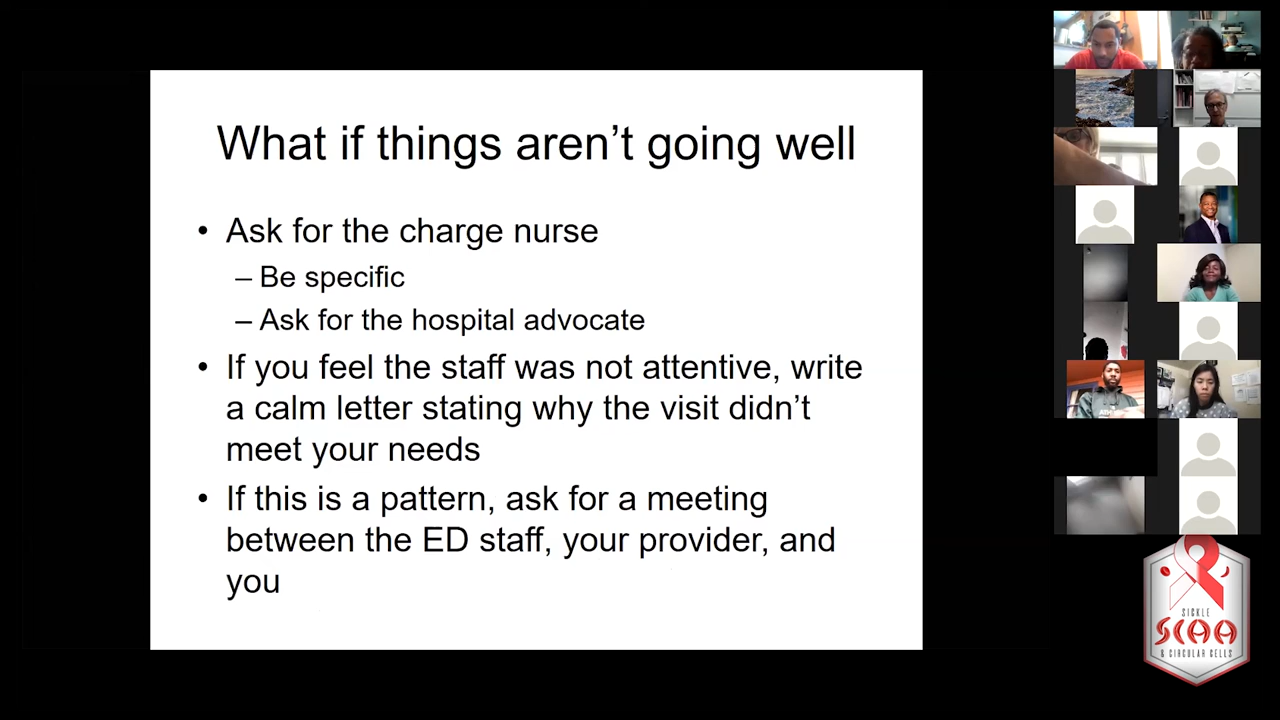 What if things aren’t going well
• Ask for the charge nurse
– Be specific
– Ask for the hospital advocate
• If you feel the staff was not attentive, write
a calm letter stating why the visit didn’t
meet your needs
• If this is a pattern, ask for a meeting
between the ED staff, your provider, and
you
SICKLE
SCAA
& CIRCULAR CELLS